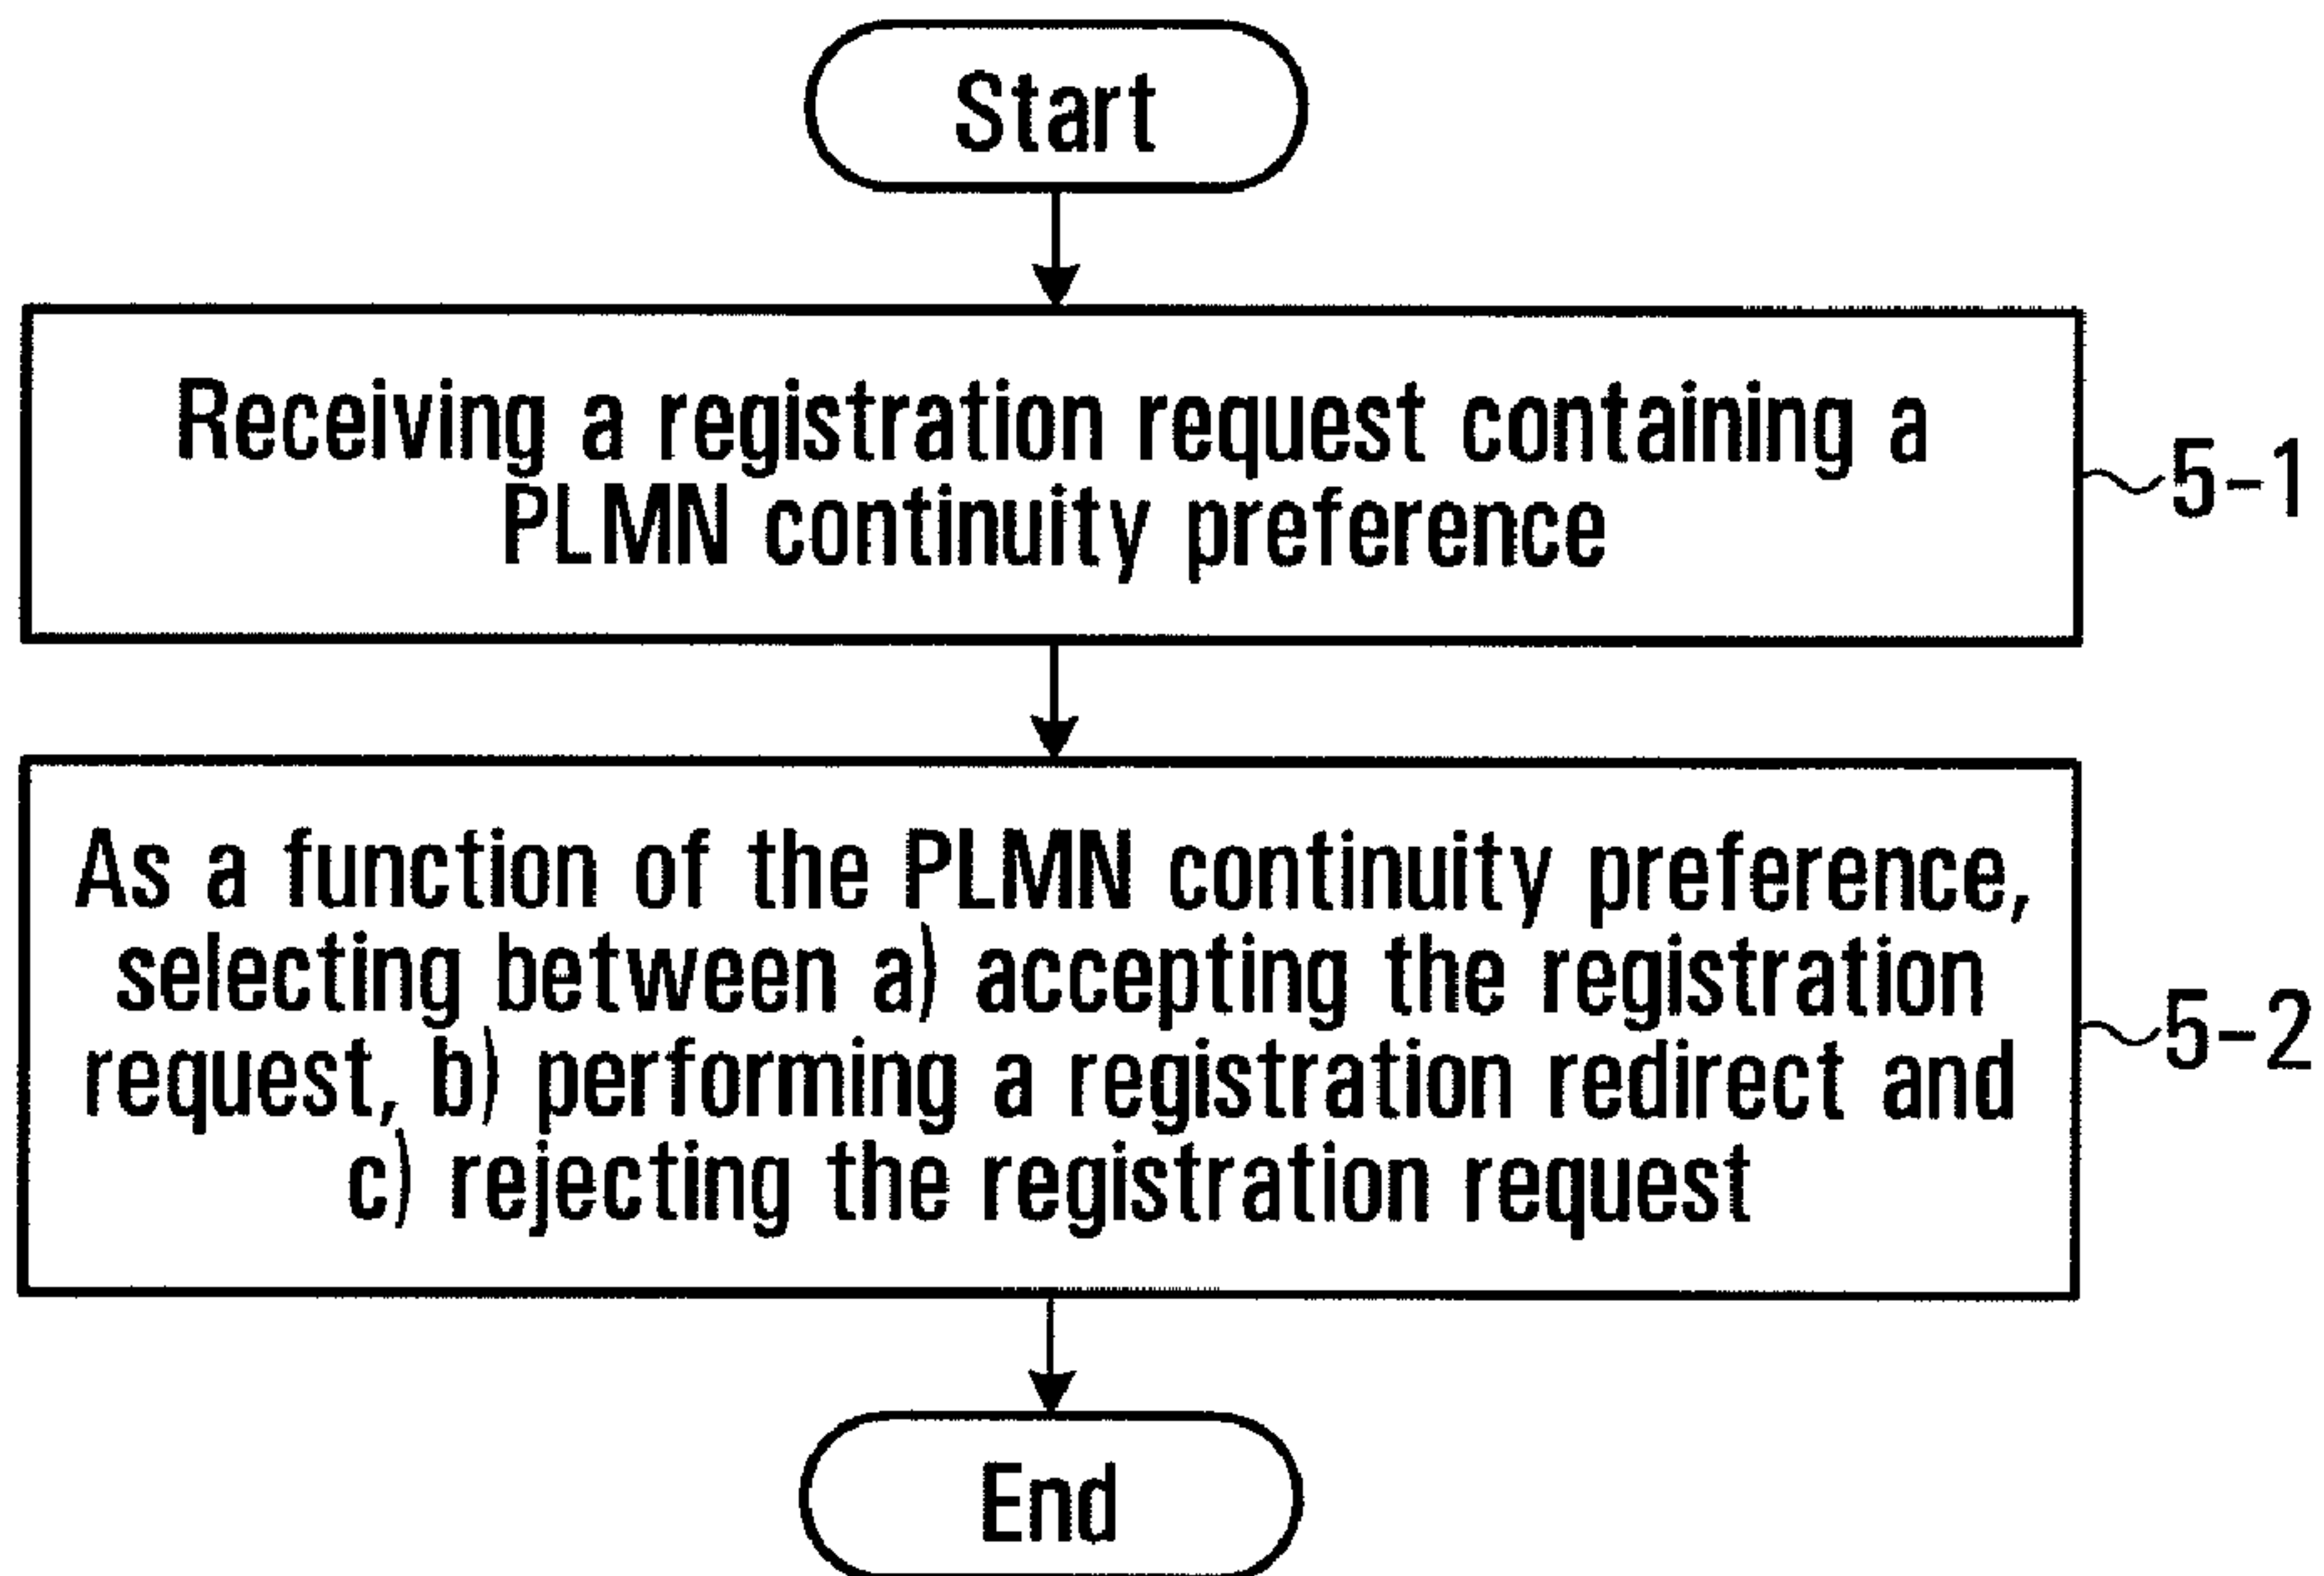 Start
Receiving a registration request containing a
PLMN continuity preference
5-1
As a function of the PLMN continuity preference,
selecting between a) accepting the registration
request, b) performing a registration redirect and
c) rejecting the registration request
5-2
End